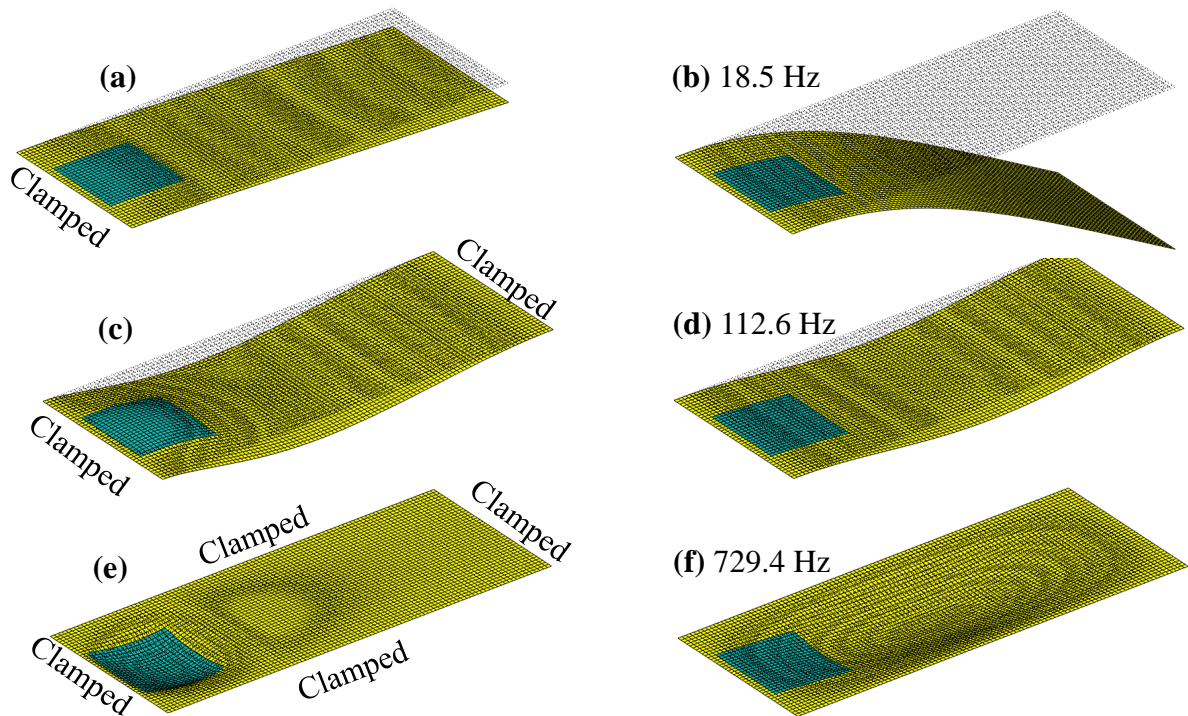 (a)
Clamped
(b) 18.5 Hz
(c)
Clamped
Clamped
(d) 112.6 Hz
(e)
Clamped
Clamped
Clamped
Clamped
(f) 729.4 Hz